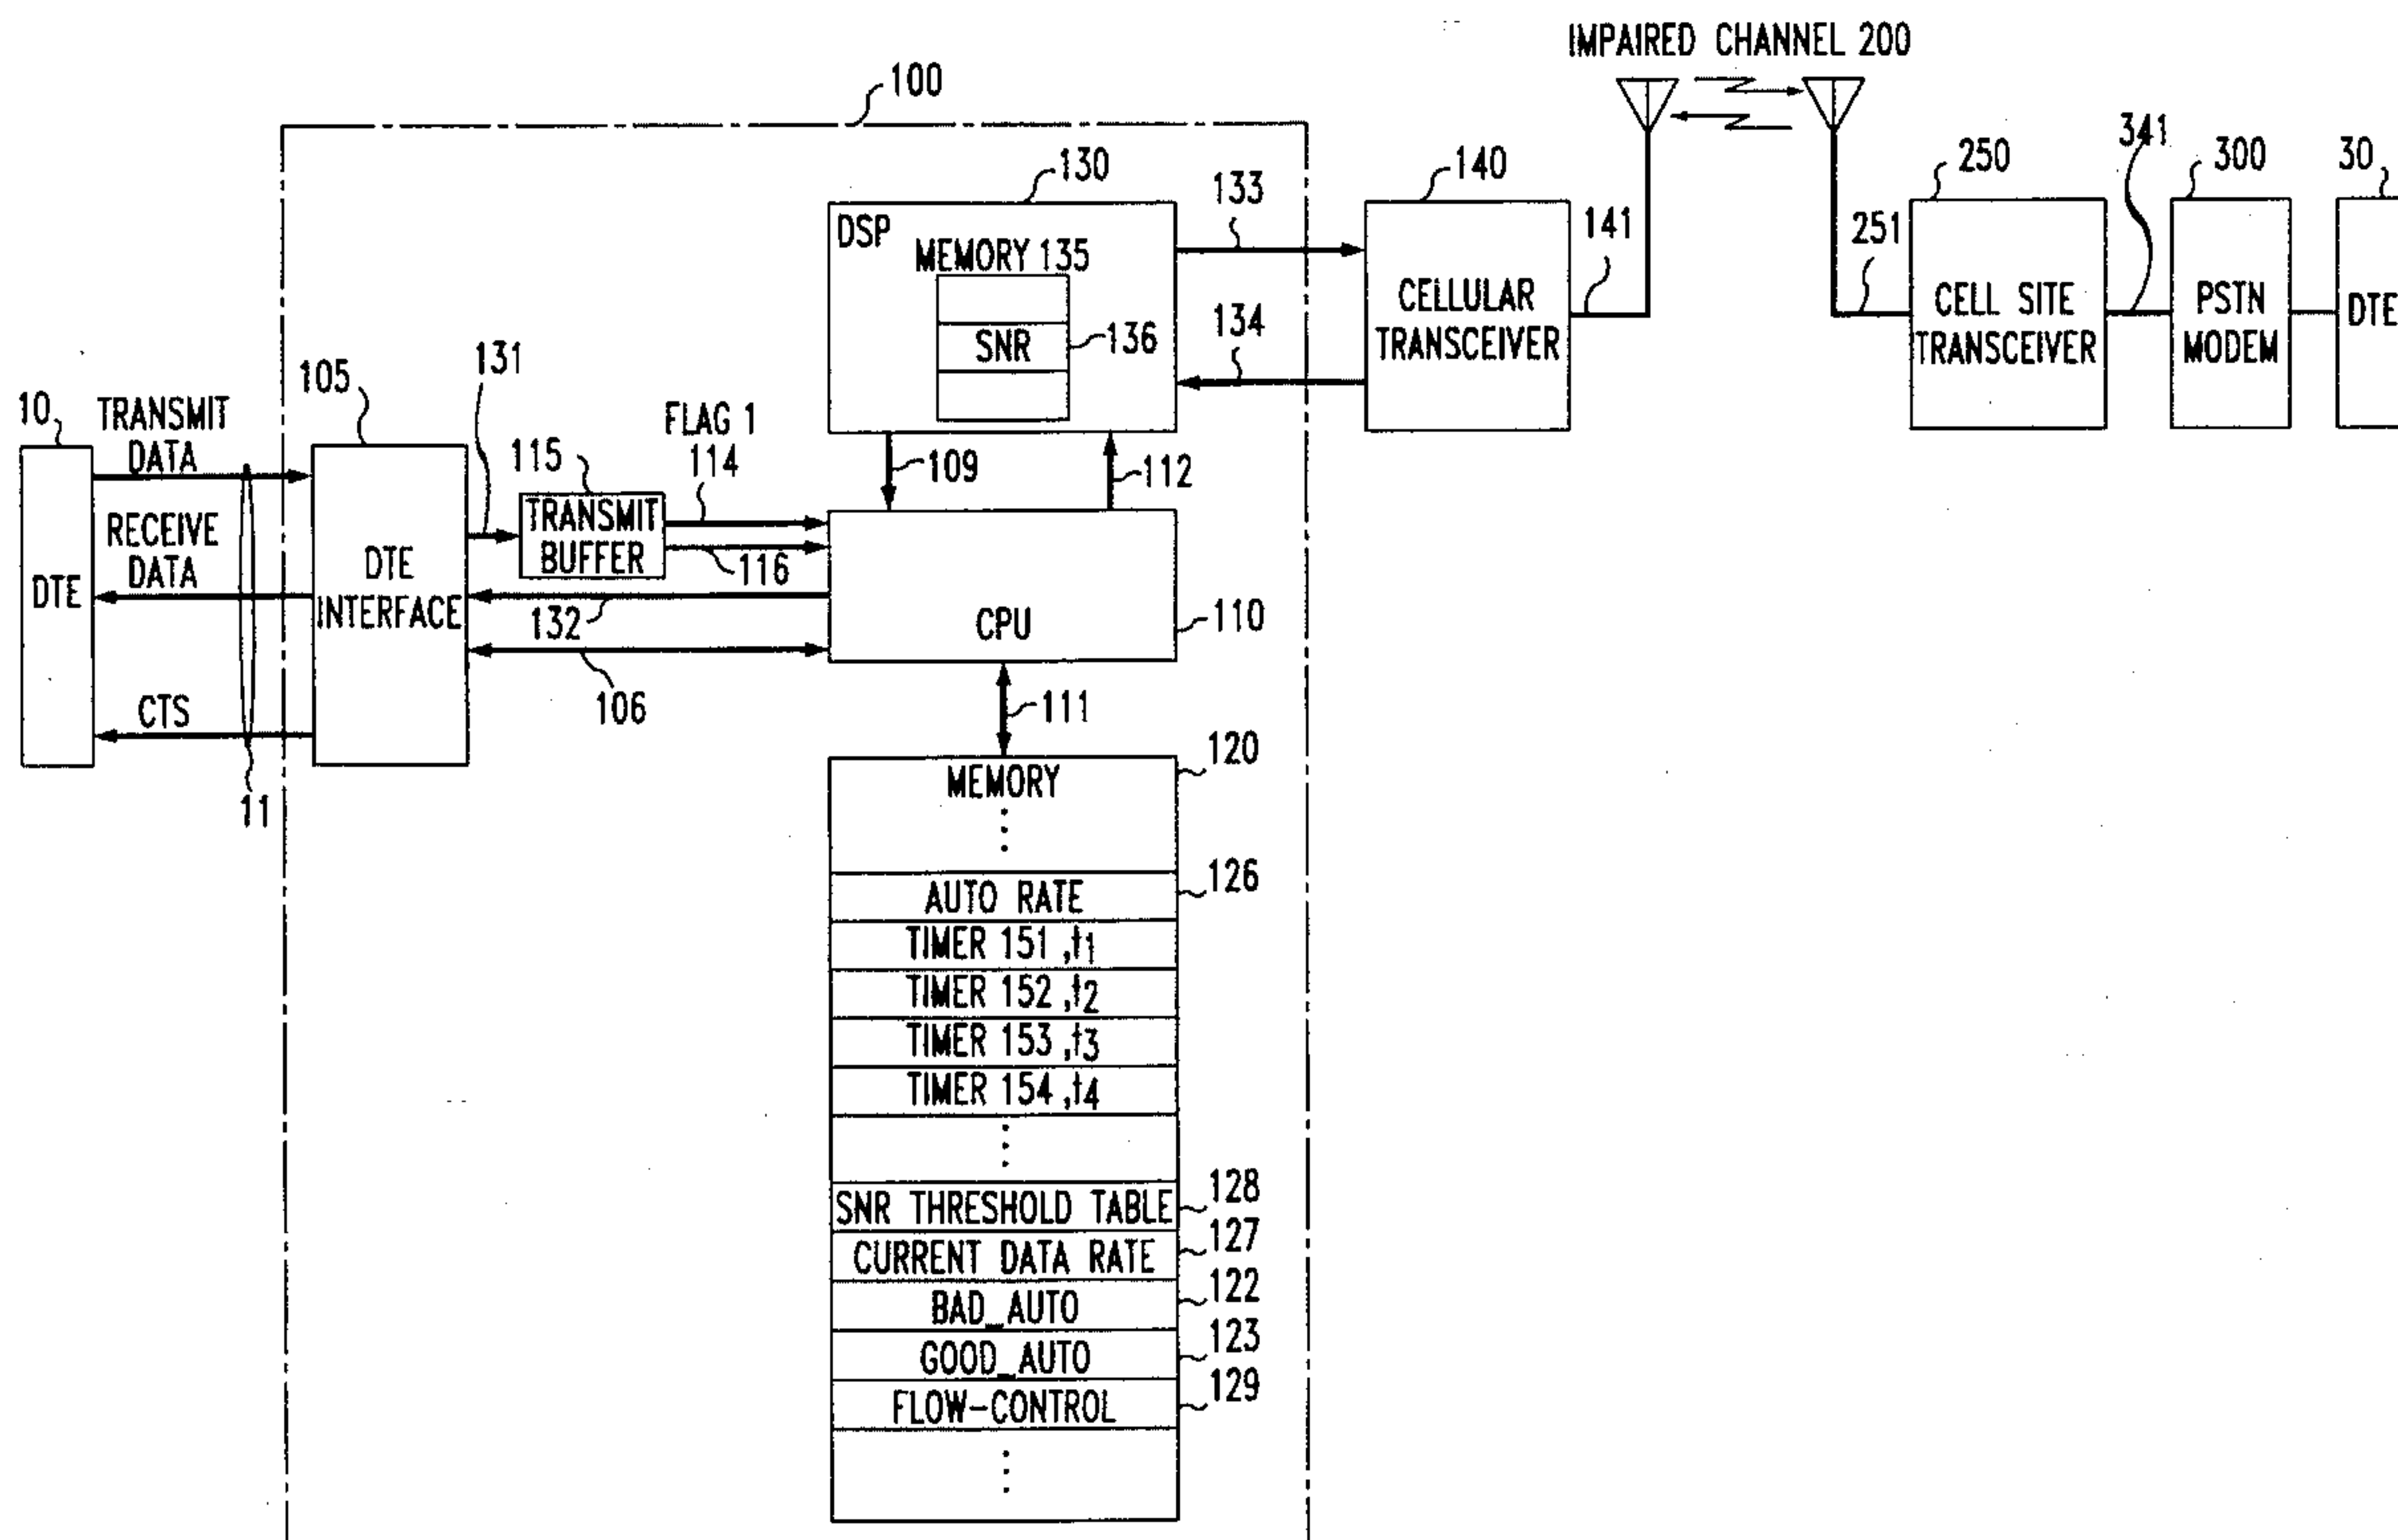 IMPAIRED CHANNEL 200
100
130
DSP
MEMORY 135
SNR
136
133
134
140
CELLULAR
TRANSCEIVER
141
251
250
CELL SITE
TRANSCEIVER
341
300
PSTN
MODEM
30
DTE
10
DTE
TRANSMIT
DATA
RECEIVE
DATA
CTS
11
105
DTE
INTERFACE
131
115
TRANSMIT
BUFFER
FLAG 1
114
116
132
106
109
112
CPU
110
111
120
MEMORY
126
AUTO RATE
TIMER 151 ,t1
TIMER 152 ,t2
TIMER 153 ,t3
TIMER 154 ,t4
128
SNR THRESHOLD TABLE
127
CURRENT DATA RATE
122
BAD_AUTO
123
GOOD_AUTO
129
FLOW-CONTROL